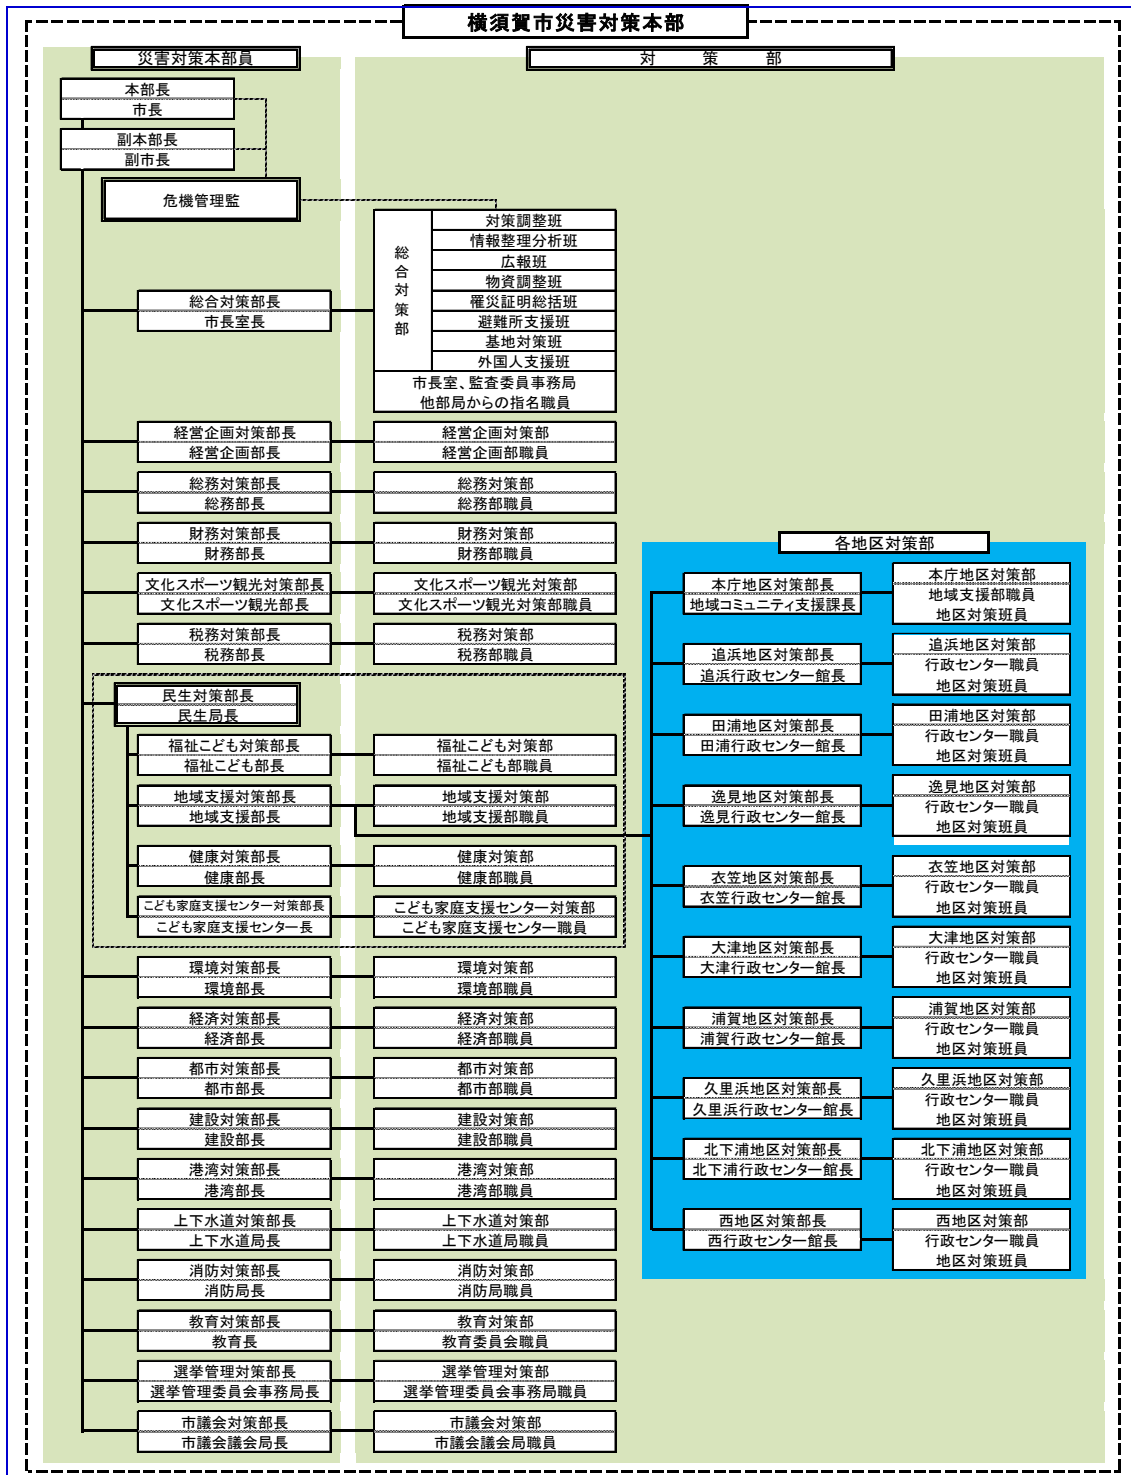 横須賀市災害対策本部
災害対策本部員
対　策　部
本部長
市長
副本部長
副市長
危機管理監
総合対策部長
市長室長
総合対策部
対策調整班
情報整理分析班
広報班
物資調整班
罹災証明総括班
避難所支援班
基地対策班
外国人支援班
市長室、監査委員事務局
他部局からの指名職員
経営企画対策部長
経営企画部長
経営企画対策部
経営企画部職員
総務対策部長
総務部長
総務対策部
総務部職員
財務対策部長
財務部長
財務対策部
財務部職員
文化スポーツ観光対策部長
文化スポーツ観光部長
文化スポーツ観光対策部
文化スポーツ観光対策部職員
税務対策部長
税務部長
税務対策部
税務部職員
民生対策部長
民生局長
福祉こども対策部長
福祉こども部長
福祉こども対策部
福祉こども部職員
地域支援対策部長
地域支援部長
地域支援対策部
地域支援部職員
健康対策部長
健康部長
健康対策部
健康部職員
こども家庭支援センター対策部長
こども家庭支援センター長
こども家庭支援センター対策部
こども家庭支援センター職員
環境対策部長
環境部長
環境対策部
環境部職員
経済対策部長
経済部長
経済対策部
経済部職員
都市対策部長
都市部長
都市対策部
都市部職員
建設対策部長
建設部長
建設対策部
建設部職員
港湾対策部長
港湾部長
港湾対策部
港湾部職員
上下水道対策部長
上下水道局長
上下水道対策部
上下水道局職員
消防対策部長
消防局長
消防対策部
消防局職員
教育対策部長
教育長
教育対策部
教育委員会職員
選挙管理対策部長
選挙管理委員会事務局長
選挙管理対策部
選挙管理委員会事務局職員
市議会対策部長
市議会議会局長
市議会対策部
市議会議会局職員
各地区対策部
本庁地区対策部長
地域コミュニティ支援課長
本庁地区対策部
地域支援部職員
地区対策班員
追浜地区対策部長
追浜行政センター館長
追浜地区対策部
行政センター職員
地区対策班員
田浦地区対策部長
田浦行政センター館長
田浦地区対策部
行政センター職員
地区対策班員
逸見地区対策部長
逸見行政センター館長
逸見地区対策部
行政センター職員
地区対策班員
衣笠地区対策部長
衣笠行政センター館長
衣笠地区対策部
行政センター職員
地区対策班員
大津地区対策部長
大津行政センター館長
大津地区対策部
行政センター職員
地区対策班員
浦賀地区対策部長
浦賀行政センター館長
浦賀地区対策部
行政センター職員
地区対策班員
久里浜地区対策部長
久里浜行政センター館長
久里浜地区対策部
行政センター職員
地区対策班員
北下浦地区対策部長
北下浦行政センター館長
北下浦地区対策部
行政センター職員
地区対策班員
西地区対策部長
西行政センター館長
西地区対策部
行政センター職員
地区対策班員